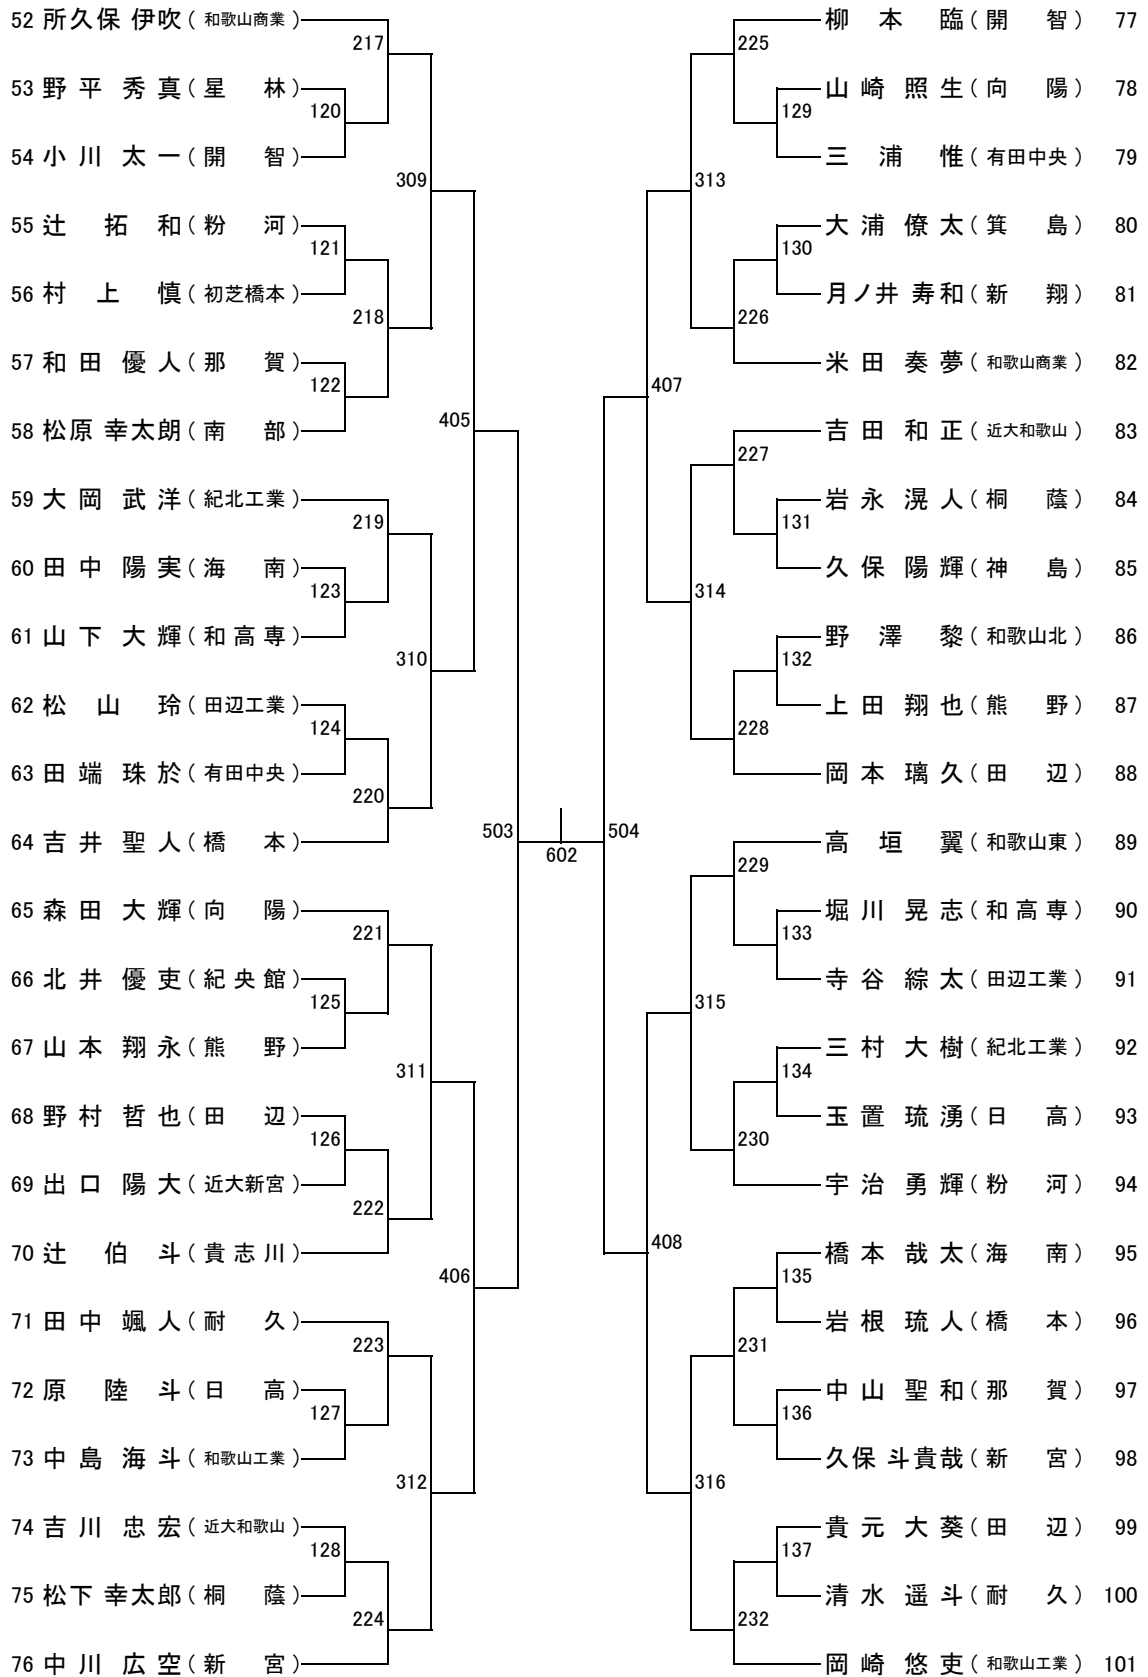 52 所久保 伊吹 ( 和歌山商業 )
217
53 野平 秀真 ( 星林 )
120
54 小川 太一 ( 開智 )
309
55 辻 拓和 ( 粉河 )
121
56 村上 慎 ( 初芝橋本 )
218
57 和田 優人 ( 那賀 )
122
58 松原 幸太朗 ( 南部 )
405
59 大岡 武洋 ( 紀北工業 )
219
60 田中 陽実 ( 海南 )
123
61 山下 大輝 ( 和高専 )
310
62 松山 玲 ( 田辺工業 )
124
63 田端 珠於 ( 有田中央 )
220
64 吉井 聖人 ( 橋本 )
503
65 森田 大輝 ( 向陽 )
221
66 北井 優吏 ( 紀央館 )
125
67 山本 翔永 ( 熊野 )
311
68 野村 哲也 ( 田辺 )
126
69 出口 陽大 ( 近大新宮 )
222
70 辻 伯斗 ( 貴志川 )
406
71 田中 颯人 ( 耐久 )
223
72 原 陸斗 ( 日高 )
127
73 中島 海斗 ( 和歌山工業 )
312
74 吉川 忠宏 ( 近大和歌山 )
128
75 松下 幸太郎 ( 桐蔭 )
224
76 中川 広空 ( 新宮 )
602
柳本 臨 ( 開智 ) 77
225
山崎 照生 ( 向陽 ) 78
129
三浦 惟 ( 有田中央 ) 79
313
大浦 僚太 ( 箕島 ) 80
130
月ノ井 寿和 ( 新翔 ) 81
226
米田 奏夢 ( 和歌山商業 ) 82
407
吉田 和正 ( 近大和歌山 ) 83
227
岩永 滉人 ( 桐蔭 ) 84
131
久保 陽輝 ( 神島 ) 85
314
野澤 黎 ( 和歌山北 ) 86
132
上田 翔也 ( 熊野 ) 87
228
岡本 璃久 ( 田辺 ) 88
504
高垣 翼 ( 和歌山東 ) 89
229
堀川 晃志 ( 和高専 ) 90
133
寺谷 綜太 ( 田辺工業 ) 91
315
三村 大樹 ( 紀北工業 ) 92
134
玉置 琉湧 ( 日高 ) 93
230
宇治 勇輝 ( 粉河 ) 94
408
橋本 哉太 ( 海南 ) 95
135
岩根 琉人 ( 橋本 ) 96
231
中山 聖和 ( 那賀 ) 97
136
久保 斗貴哉 ( 新宮 ) 98
316
貴元 大葵 ( 田辺 ) 99
137
清水 遥斗 ( 耐久 ) 100
232
岡崎 悠吏 ( 和歌山工業 ) 101